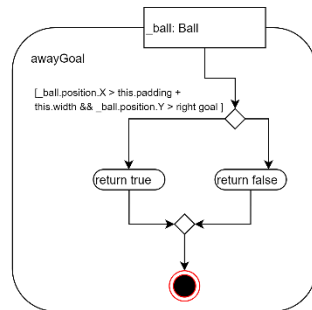 _ball: Ball
awayGoal
[_ball.position.X > this.padding +
this.width && _ball.position.Y > right goal ]
return true
return false